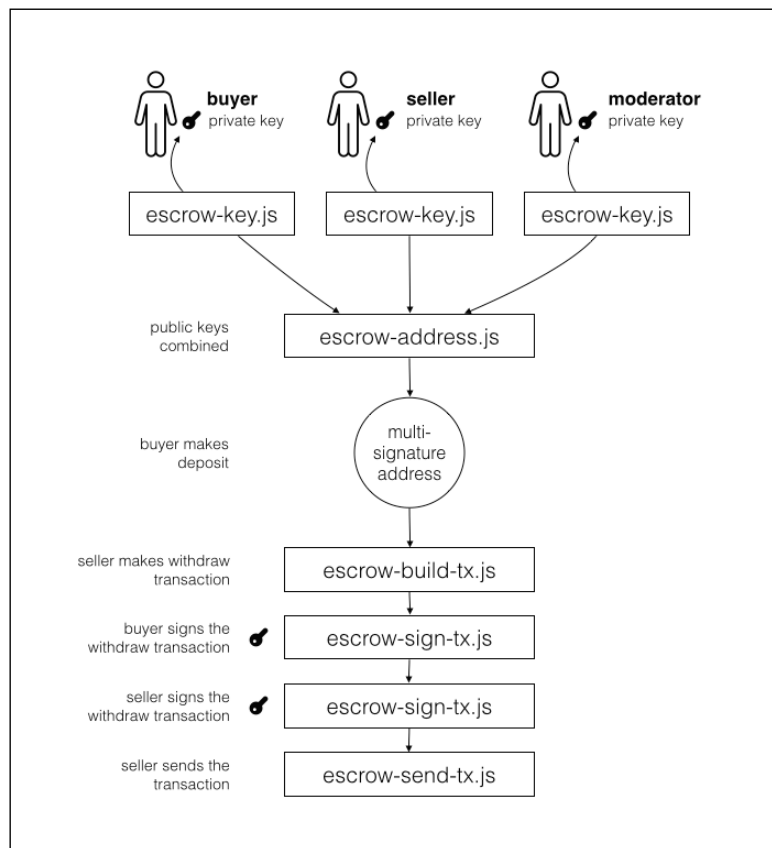 buyer
private key
seller
private key
moderator
private key
escrow-key.js
escrow-key.js
escrow-key.js
public keys
combined
escrow-address.js
buyer makes
deposit
multi-
signature
address
seller makes withdraw
transaction
escrow-build-tx.js
buyer signs the
withdraw transaction
escrow-sign-tx.js
seller signs the
withdraw transaction
escrow-sign-tx.js
seller sends the
transaction
escrow-send-tx.js